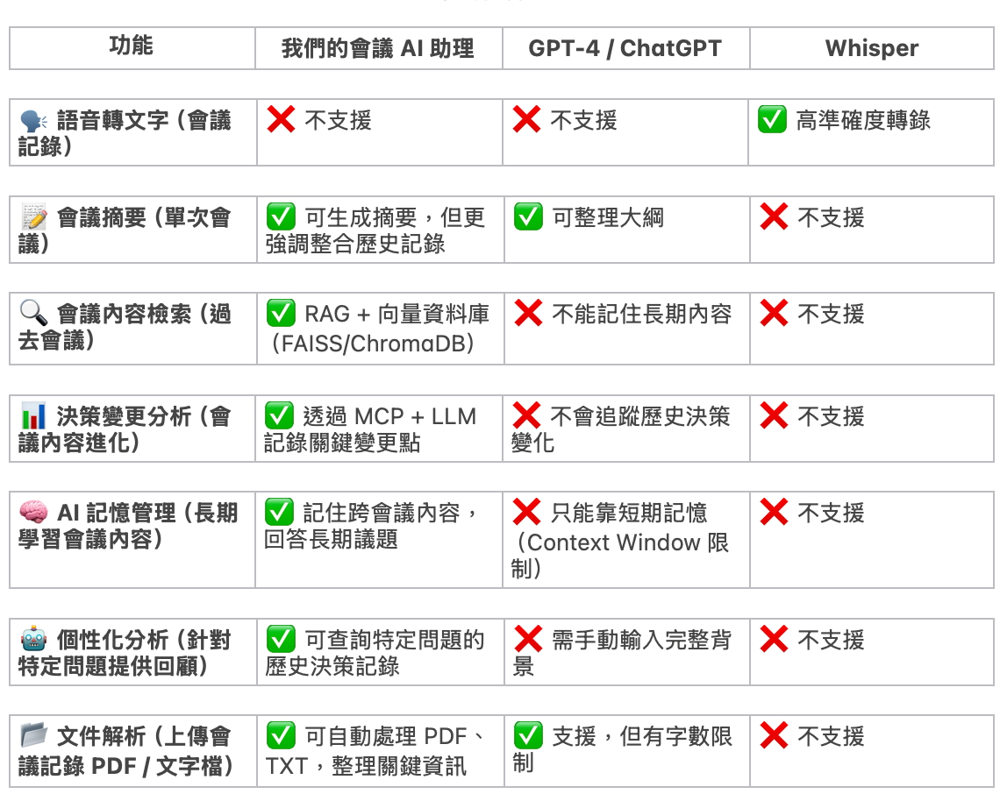 功能 我們的會議 AI 助理 GPT-4 / ChatGPT Whisper
🗣️ 語音轉文字（會議
記錄）
❌ 不支援
❌ 不支援
✅ 高準確度轉錄
📝 會議摘要（單次會
議）
✅ 可生成摘要，但更
強調整合歷史記錄
✅ 可整理大綱
❌ 不支援
🔍 會議內容檢索（過
去會議）
✅ RAG + 向量資料庫
（FAISS/ChromaDB）
❌ 不能記住長期內容
❌ 不支援
📊 決策變更分析（會
議內容進化）
✅ 透過 MCP + LLM
記錄關鍵變更點
❌ 不會追蹤歷史決策
變化
❌ 不支援
🧠 AI 記憶管理（長期
學習會議內容）
✅ 記住跨會議內容，
回答長期議題
❌ 只能靠短期記憶
（Context Window 限
制）
❌ 不支援
🤖 個性化分析（針對
特定問題提供回顧）
✅ 可查詢特定問題的
歷史決策記錄
❌ 需手動輸入完整背
景
❌ 不支援
📂 文件解析（上傳會
議記錄 PDF / 文字檔）
✅ 可自動處理 PDF、
TXT，整理關鍵資訊
✅ 支援，但有字數限
制
❌ 不支援